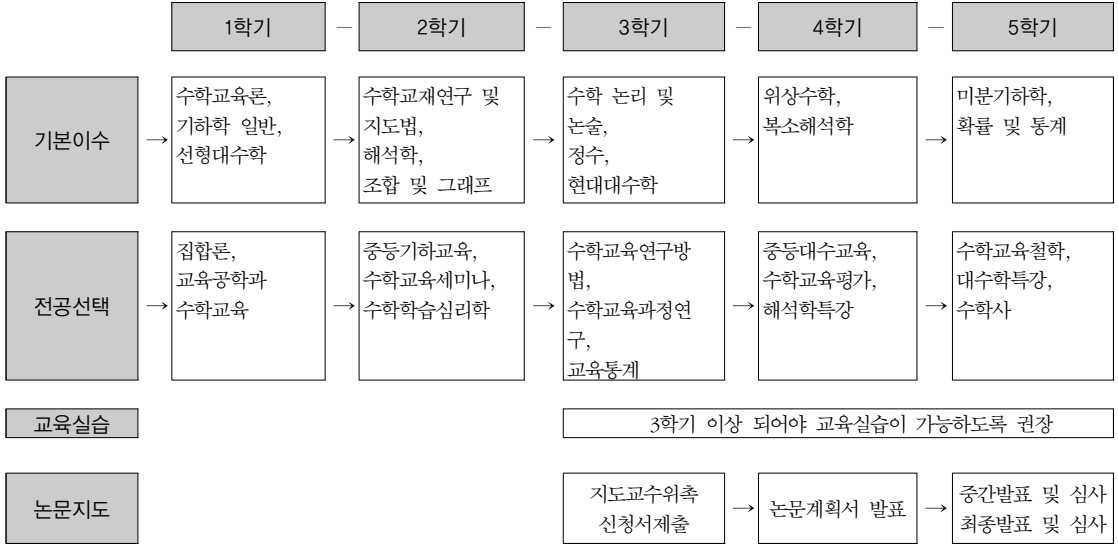 1학기 – 2학기 – 3학기 – 4학기 – 5학기
기본이수
→
수학교육론,
기하학 일반,
선형대수학
→
수학교재연구 및
지도법,
해석학,
조합 및 그래프
→
수학 논리 및
논술,
정수,
현대대수학
→
위상수학,
복소해석학
→
미분기하학,
확률 및 통계
전공선택
→
집합론,
교육공학과
수학교육
→
중등기하교육,
수학교육세미나,
수학학습심리학
→
수학교육연구방
법,
수학교육과정연
구,
교육통계
→
중등대수교육,
수학교육평가,
해석학특강
→
수학교육철학,
대수학특강,
수학사
교육실습
3학기 이상 되어야 교육실습이 가능하도록 권장
논문지도
지도교수위촉
신청서제출
→
논문계획서 발표
→
중간발표 및 심사
최종발표 및 심사